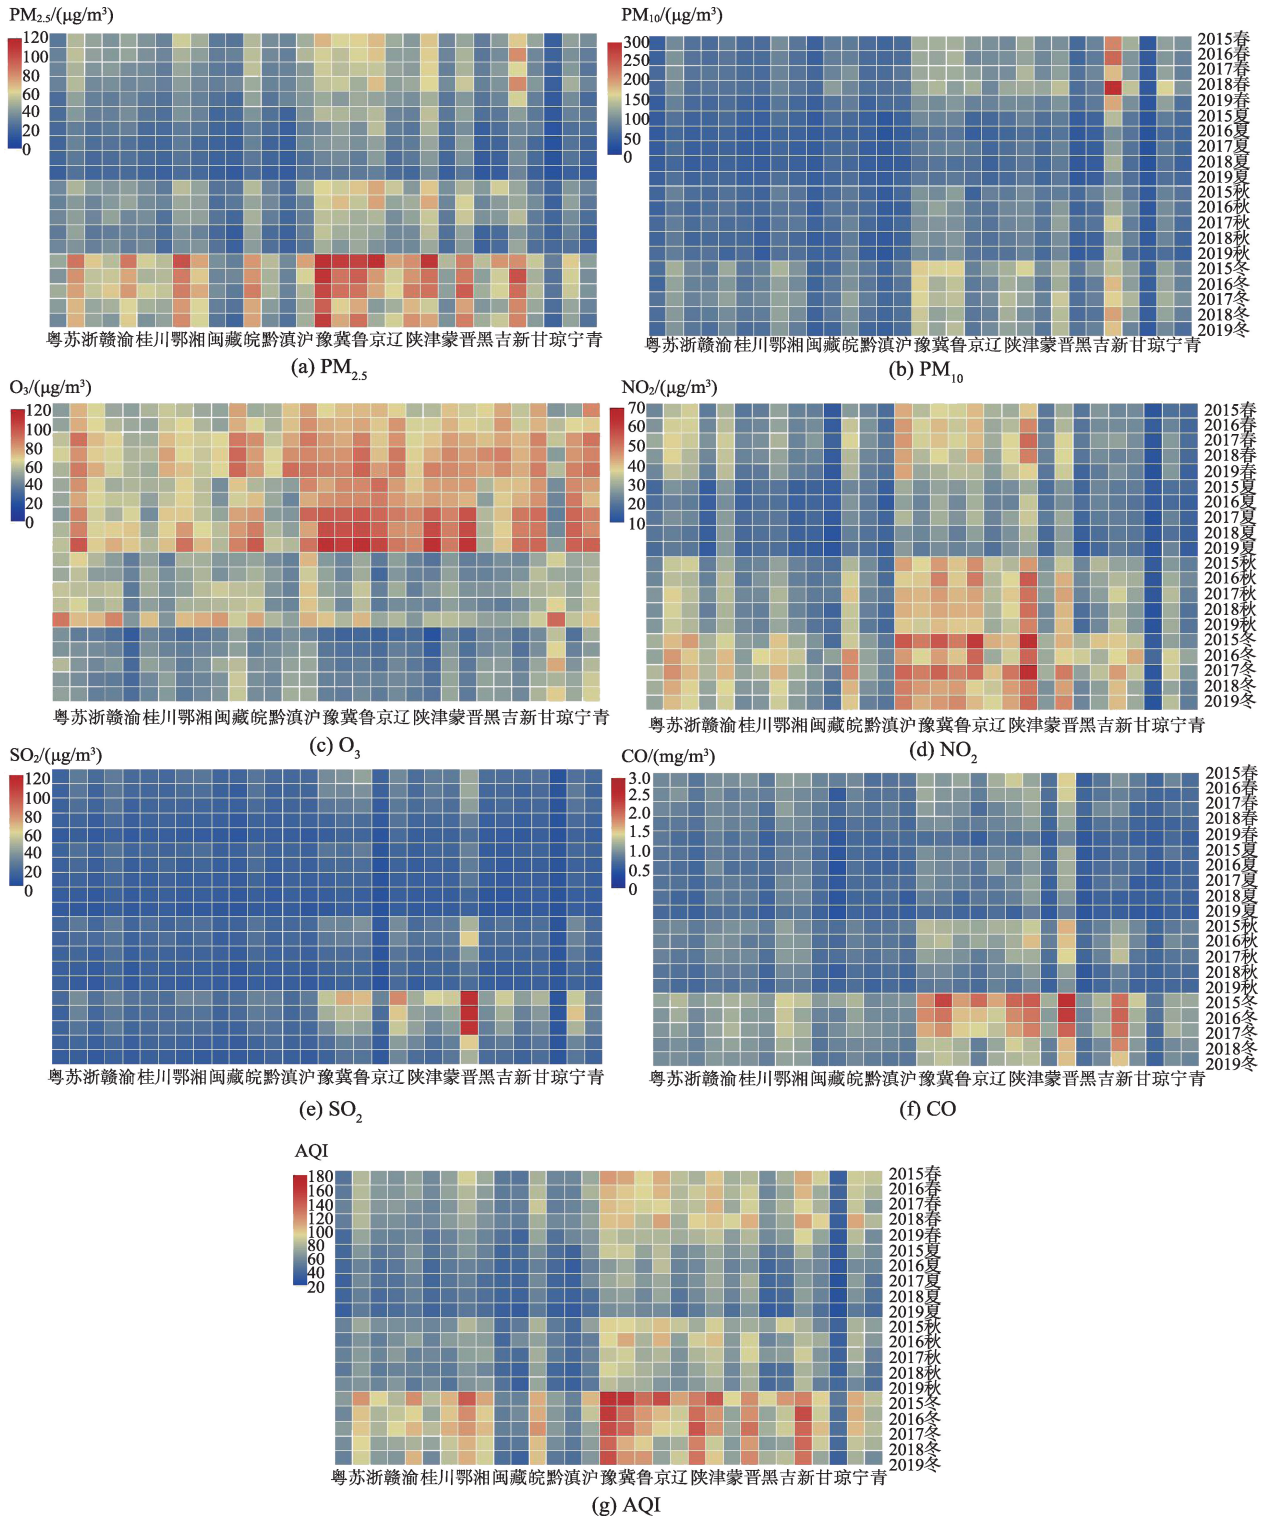 PM2.5/(μg/m³)
120
100
80
60
40
20
0
粤苏浙赣渝桂川鄂湘闽藏皖黔滇沪豫冀鲁京辽陕津蒙晋黑吉新甘琼宁青
(a) PM2.5
PM10/(μg/m³)
300
250
200
150
100
50
0
2015春
2016春
2017春
2018春
2019春
2015夏
2016夏
2017夏
2018夏
2019夏
2015秋
2016秋
2017秋
2018秋
2019秋
2015冬
2016冬
2017冬
2018冬
2019冬
粤苏浙赣渝桂川鄂湘闽藏皖黔滇沪豫冀鲁京辽陕津蒙晋黑吉新甘琼宁青
(b) PM10
O3/(μg/m³)
120
100
80
60
40
20
0
粤苏浙赣渝桂川鄂湘闽藏皖黔滇沪豫冀鲁京辽陕津蒙晋黑吉新甘琼宁青
(c) O3
NO2/(μg/m³)
70
60
50
40
30
20
10
2015春
2016春
2017春
2018春
2019春
2015夏
2016夏
2017夏
2018夏
2019夏
2015秋
2016秋
2017秋
2018秋
2019秋
2015冬
2016冬
2017冬
2018冬
2019冬
粤苏浙赣渝桂川鄂湘闽藏皖黔滇沪豫冀鲁京辽陕津蒙晋黑吉新甘琼宁青
(d) NO2
SO2/(μg/m³)
120
100
80
60
40
20
0
粤苏浙赣渝桂川鄂湘闽藏皖黔滇沪豫冀鲁京辽陕津蒙晋黑吉新甘琼宁青
(e) SO2
CO/(mg/m³)
3.0
2.5
2.0
1.5
1.0
0.5
0
2015春
2016春
2017春
2018春
2019春
2015夏
2016夏
2017夏
2018夏
2019夏
2015秋
2016秋
2017秋
2018秋
2019秋
2015冬
2016冬
2017冬
2018冬
2019冬
粤苏浙赣渝桂川鄂湘闽藏皖黔滇沪豫冀鲁京辽陕津蒙晋黑吉新甘琼宁青
(f) CO
AQI
180
160
140
120
100
80
60
40
20
2015春
2016春
2017春
2018春
2019春
2015夏
2016夏
2017夏
2018夏
2019夏
2015秋
2016秋
2017秋
2018秋
2019秋
2015冬
2016冬
2017冬
2018冬
2019冬
粤苏浙赣渝桂川鄂湘闽藏皖黔滇沪豫冀鲁京辽陕津蒙晋黑吉新甘琼宁青
(g) AQI